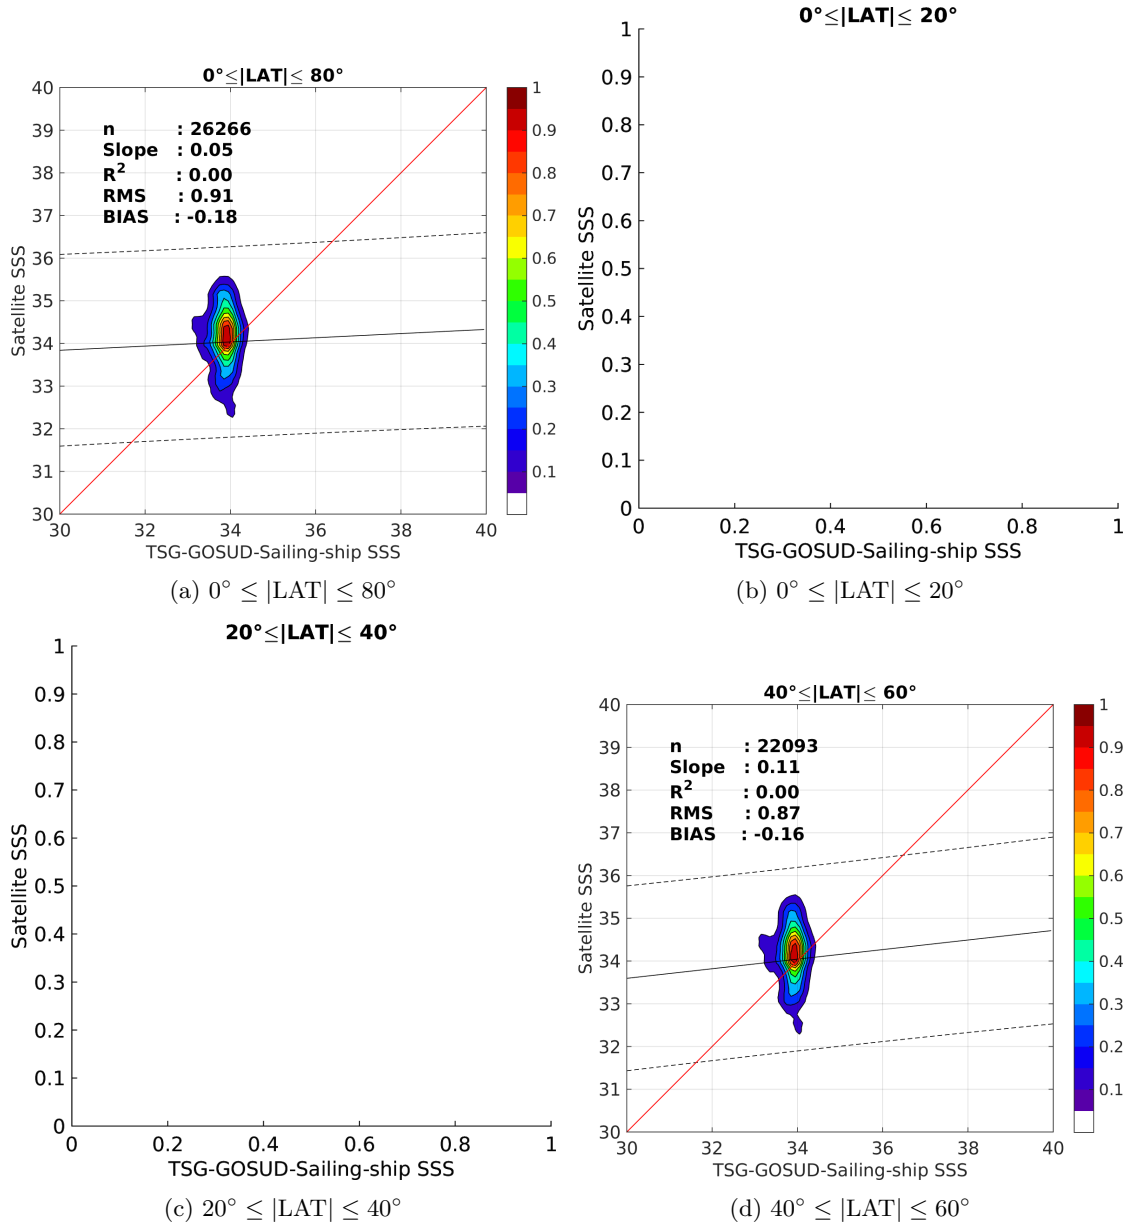 0°≤|LAT|≤ 80°
40
39
38
37
36
35
34
33
32
31
30
n : 26266
Slope : 0.05
R² : 0.00
RMS : 0.91
BIAS : -0.18
Satellite SSS
30 32 34 36 38 40
TSG-GOSUD-Sailing-ship SSS
1
0.9
0.8
0.7
0.6
0.5
0.4
0.3
0.2
0.1
(a) 0° ≤ |LAT| ≤ 80°
0°≤|LAT|≤ 20°
1
0.9
0.8
0.7
0.6
0.5
0.4
0.3
0.2
0.1
0
Satellite SSS
0 0.2 0.4 0.6 0.8 1
TSG-GOSUD-Sailing-ship SSS
(b) 0° ≤ |LAT| ≤ 20°
20°≤|LAT|≤ 40°
1
0.9
0.8
0.7
0.6
0.5
0.4
0.3
0.2
0.1
0
Satellite SSS
0 0.2 0.4 0.6 0.8 1
TSG-GOSUD-Sailing-ship SSS
(c) 20° ≤ |LAT| ≤ 40°
40°≤|LAT|≤ 60°
40
39
38
37
36
35
34
33
32
31
30
n : 22093
Slope : 0.11
R² : 0.00
RMS : 0.87
BIAS : -0.16
Satellite SSS
30 32 34 36 38 40
TSG-GOSUD-Sailing-ship SSS
1
0.9
0.8
0.7
0.6
0.5
0.4
0.3
0.2
0.1
(d) 40° ≤ |LAT| ≤ 60°